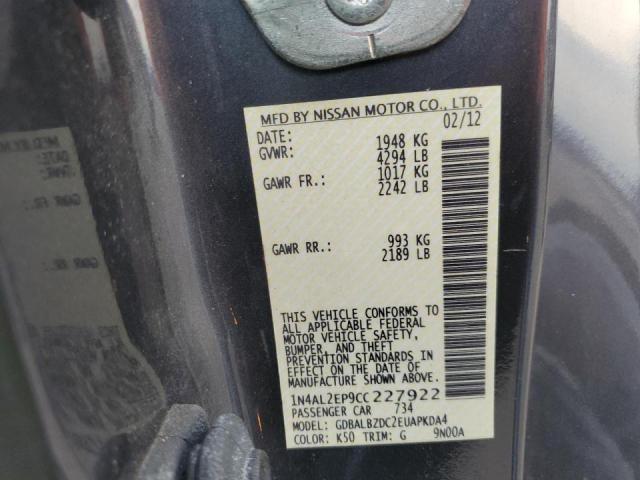 MFD BY NISSAN MOTOR CO., LTD.
DATE: 02/12
GVWR: 1948 KG
4294 LB
GAWR FR.: 1017 KG
2242 LB
GAWR RR.: 993 KG
2189 LB
THIS VEHICLE CONFORMS TO
ALL APPLICABLE FEDERAL
MOTOR VEHICLE SAFETY,
BUMPER, AND THEFT
PREVENTION STANDARDS IN
EFFECT ON THE DATE OF
MANUFACTURE SHOWN ABOVE.
1N4AL2EP9CC227922
PASSENGER CAR 734
MODEL: GDBALBZDC2EUAPKDA4
COLOR: K50 TRIM: G 9N00A